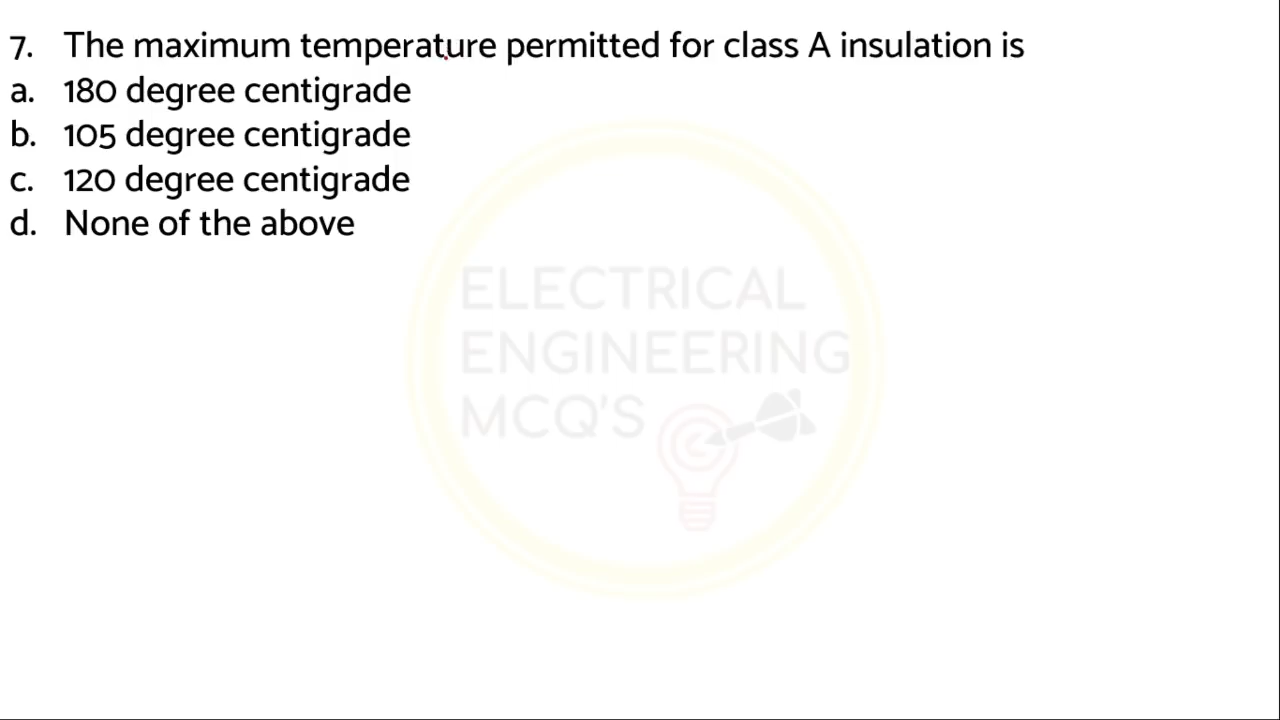 7. The maximum temperature permitted for class A insulation is
a. 180 degree centigrade
b. 105 degree centigrade
c. 120 degree centigrade
d. None of the above
ELECTRICAL
ENGINEERING
MCQ'S